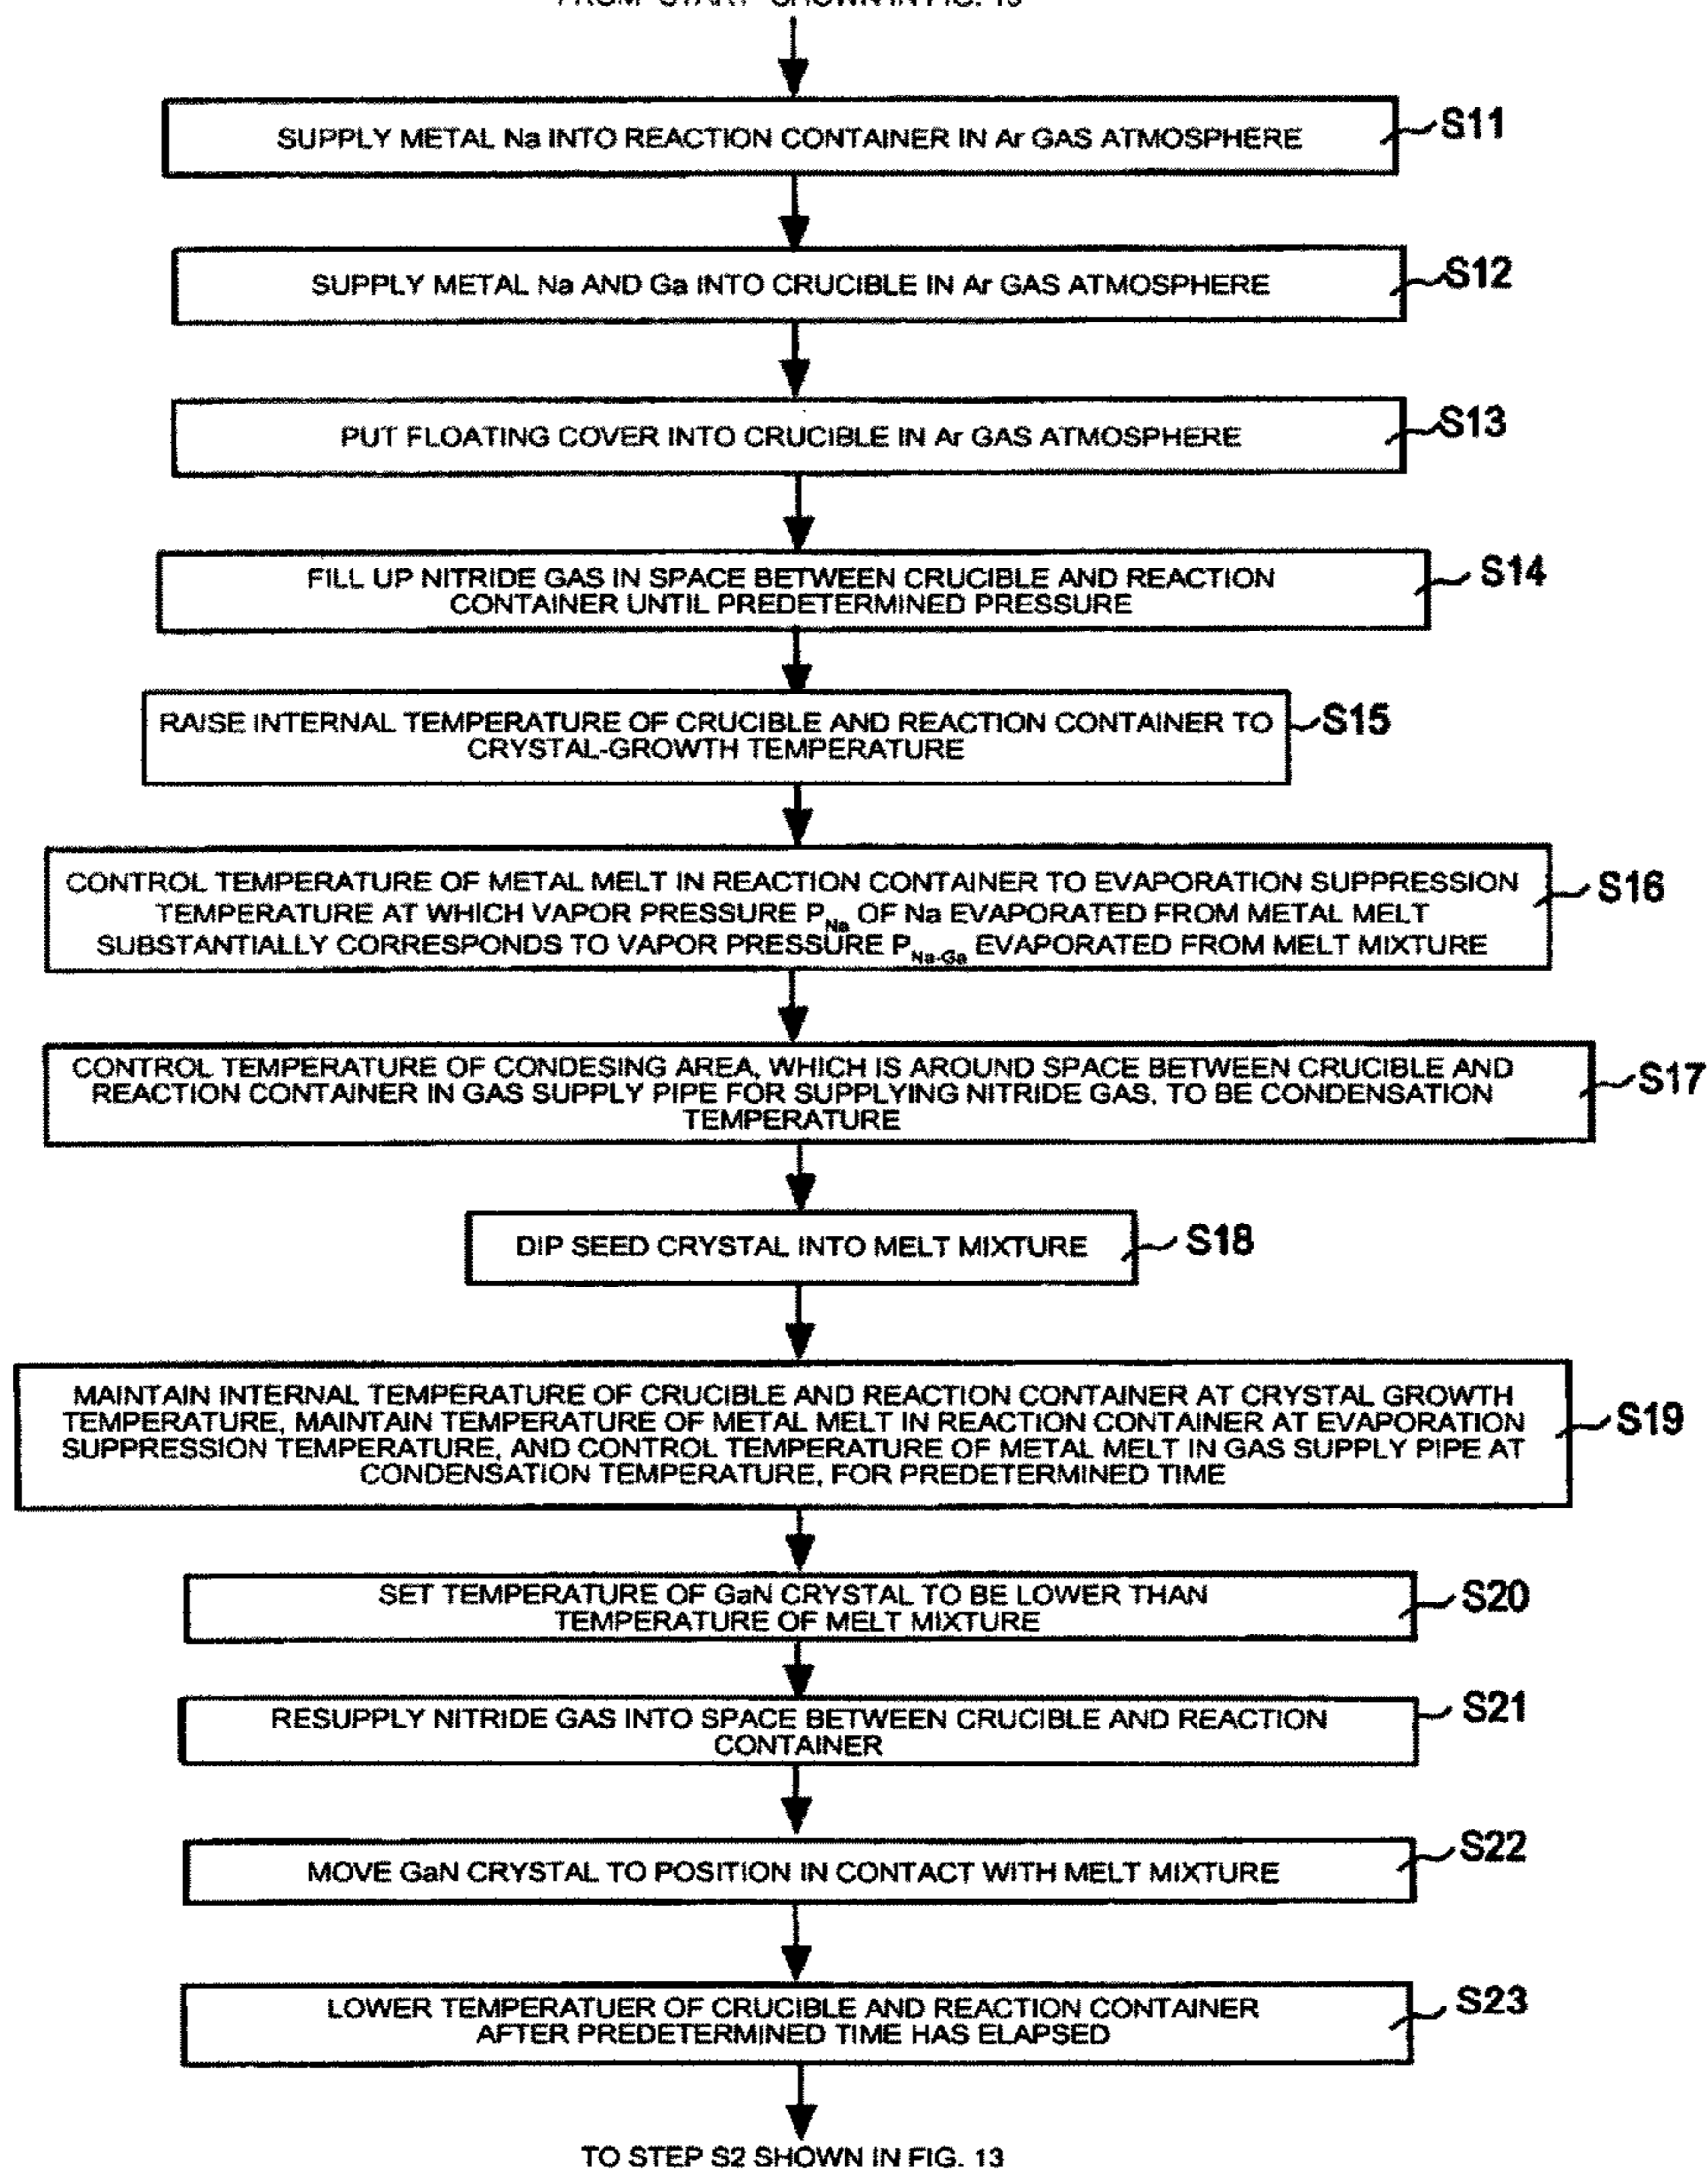 FROM "START" SHOWN IN FIG. 13
SUPPLY METAL Na INTO REACTION CONTAINER IN Ar GAS ATMOSPHERE
S11
SUPPLY METAL Na AND Ga INTO CRUCIBLE IN Ar GAS ATMOSPHERE
S12
PUT FLOATING COVER INTO CRUCIBLE IN Ar GAS ATMOSPHERE
S13
FILL UP NITRIDE GAS IN SPACE BETWEEN CRUCIBLE AND REACTION
CONTAINER UNTIL PREDETERMINED PRESSURE
S14
RAISE INTERNAL TEMPERATURE OF CRUCIBLE AND REACTION CONTAINER TO
CRYSTAL-GROWTH TEMPERATURE
S15
CONTROL TEMPERATURE OF METAL MELT IN REACTION CONTAINER TO EVAPORATION SUPPRESSION
TEMPERATURE AT WHICH VAPOR PRESSURE PNa OF Na EVAPORATED FROM METAL MELT
SUBSTANTIALLY CORRESPONDS TO VAPOR PRESSURE PNa-Ga EVAPORATED FROM MELT MIXTURE
S16
CONTROL TEMPERATURE OF CONDESING AREA, WHICH IS AROUND SPACE BETWEEN CRUCIBLE AND
REACTION CONTAINER IN GAS SUPPLY PIPE FOR SUPPLYING NITRIDE GAS, TO BE CONDENSATION
TEMPERATURE
S17
DIP SEED CRYSTAL INTO MELT MIXTURE
S18
MAINTAIN INTERNAL TEMPERATURE OF CRUCIBLE AND REACTION CONTAINER AT CRYSTAL GROWTH
TEMPERATURE, MAINTAIN TEMPERATURE OF METAL MELT IN REACTION CONTAINER AT EVAPORATION
SUPPRESSION TEMPERATURE, AND CONTROL TEMPERATURE OF METAL MELT IN GAS SUPPLY PIPE AT
CONDENSATION TEMPERATURE, FOR PREDETERMINED TIME
S19
SET TEMPERATURE OF GaN CRYSTAL TO BE LOWER THAN
TEMPERATURE OF MELT MIXTURE
S20
RESUPPLY NITRIDE GAS INTO SPACE BETWEEN CRUCIBLE AND REACTION
CONTAINER
S21
MOVE GaN CRYSTAL TO POSITION IN CONTACT WITH MELT MIXTURE
S22
LOWER TEMPERATUER OF CRUCIBLE AND REACTION CONTAINER
AFTER PREDETERMINED TIME HAS ELAPSED
S23
TO STEP S2 SHOWN IN FIG. 13